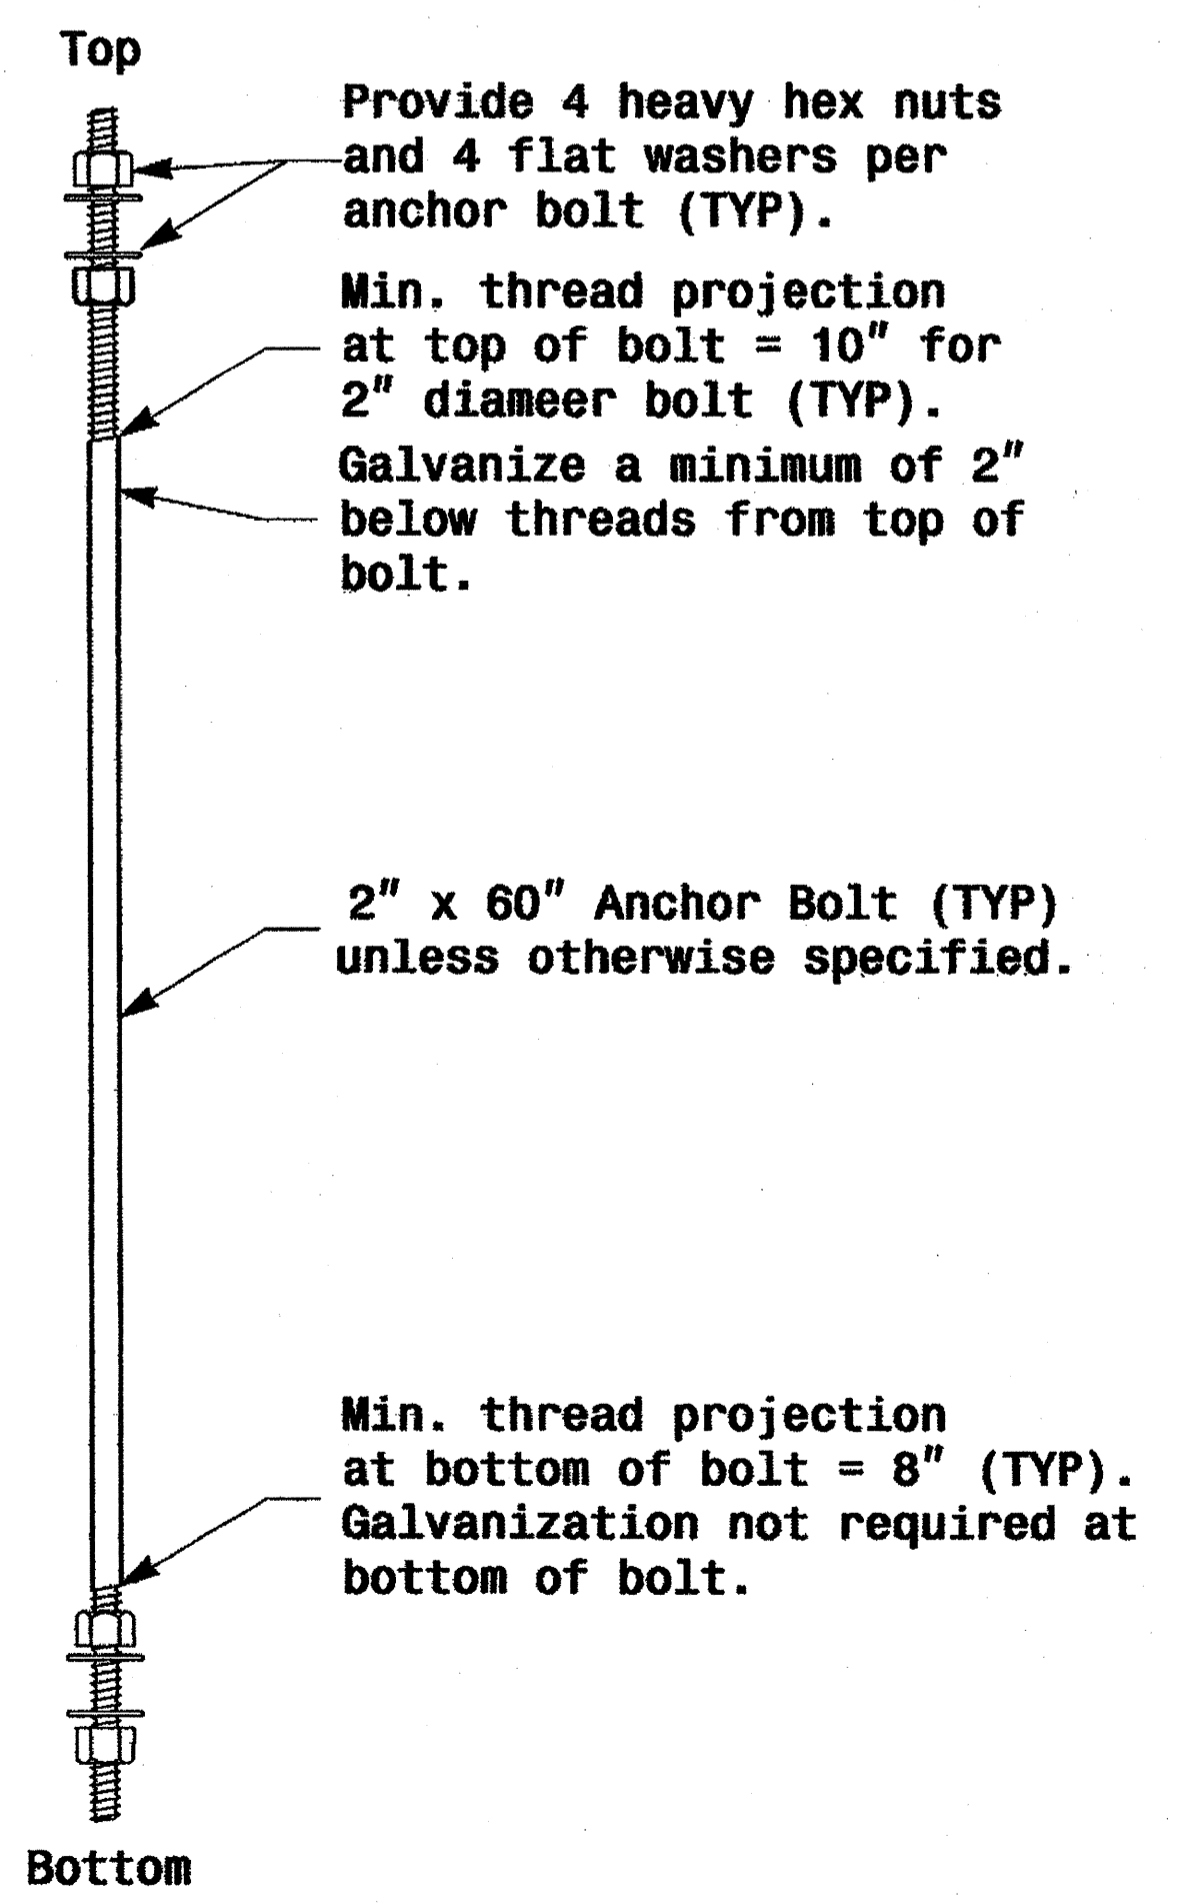 Top
Provide 4 heavy hex nuts
and 4 flat washers per
anchor bolt (TYP).
Min. thread projection
at top of bolt = 10" for
2" diameer bolt (TYP).
Galvanize a minimum of 2"
below threads from top of
bolt.
2" x 60" Anchor Bolt (TYP)
unless otherwise specified.
Min. thread projection
at bottom of bolt = 8" (TYP).
Galvanization not required at
bottom of bolt.
Bottom